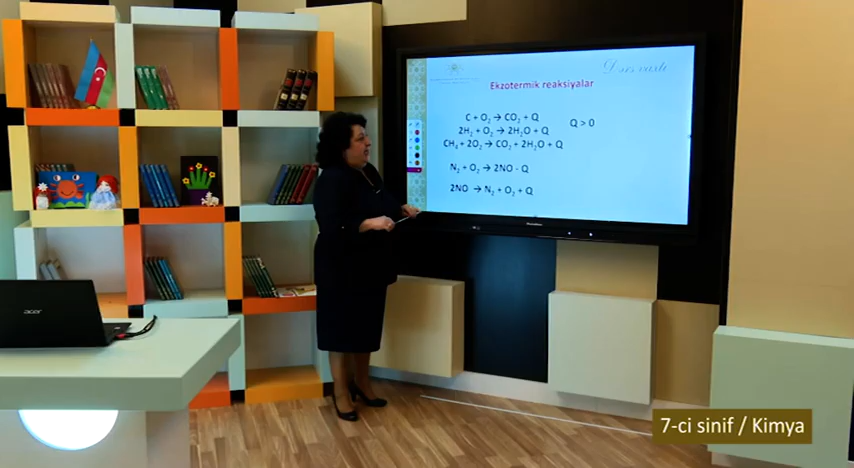 Dərs vaxtı
Ekzotermik reaksiyalar
C + O₂ → CO₂ + Q
Q > 0
2H₂ + O₂ → 2H₂O + Q
CH₄ + 2O₂ → CO₂ + 2H₂O + Q
N₂ + O₂ → 2NO - Q
2NO → N₂ + O₂ + Q
acer
7-ci sinif / Kimya